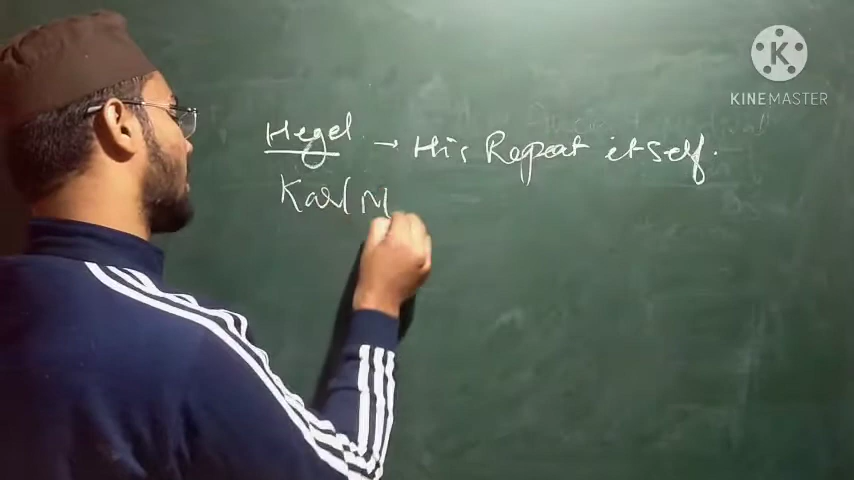 K
KINEMASTER
Hegel → His Repeat itself.
Karl M